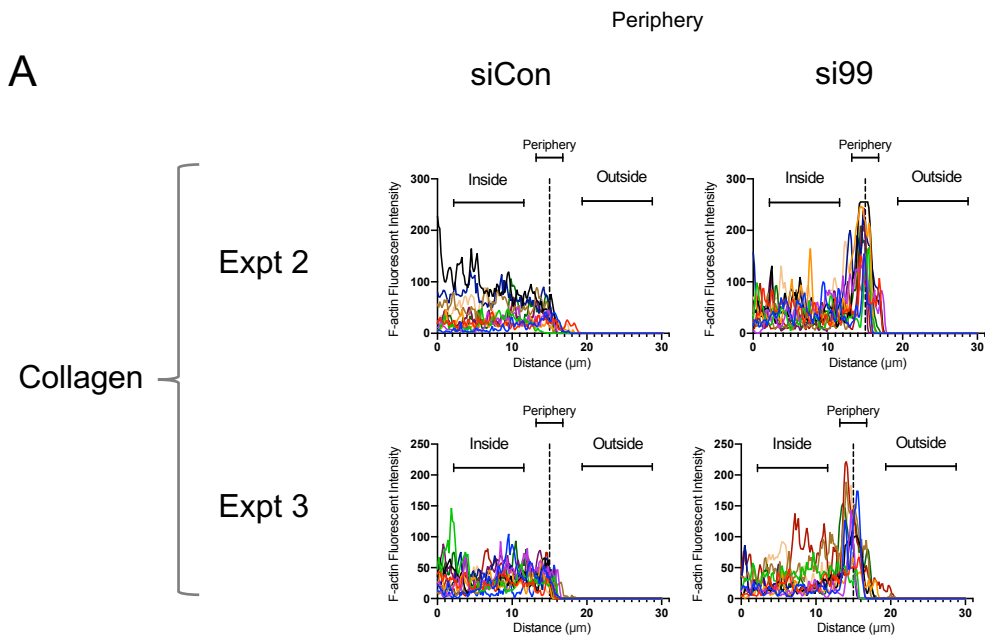 Periphery
A
siCon
si99
Collagen
Expt 2
Periphery
Inside
Outside
F-actin Fluorescent Intensity
300
200
100
0
0
10
20
30
Distance (µm)
Periphery
Inside
Outside
F-actin Fluorescent Intensity
300
200
100
0
0
10
20
30
Distance (µm)
Expt 3
Periphery
Inside
Outside
F-actin Fluorescent Intensity
250
200
150
100
50
0
0
10
20
30
Distance (µm)
Periphery
Inside
Outside
F-actin Fluorescent Intensity
250
200
150
100
50
0
0
10
20
30
Distance (µm)